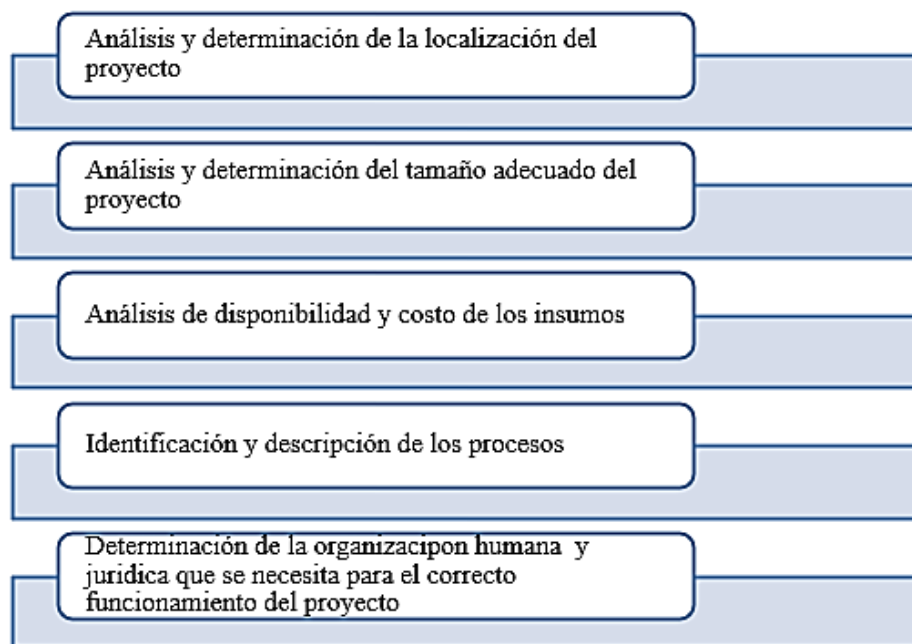 Análisis y determinación de la localización del
proyecto
Análisis y determinación del tamaño adecuado del
proyecto
Análisis de disponibilidad y costo de los insumos
Identificación y descripción de los procesos
Determinación de la organizacipon humana y
juridica que se necesita para el correcto
funcionamiento del proyecto